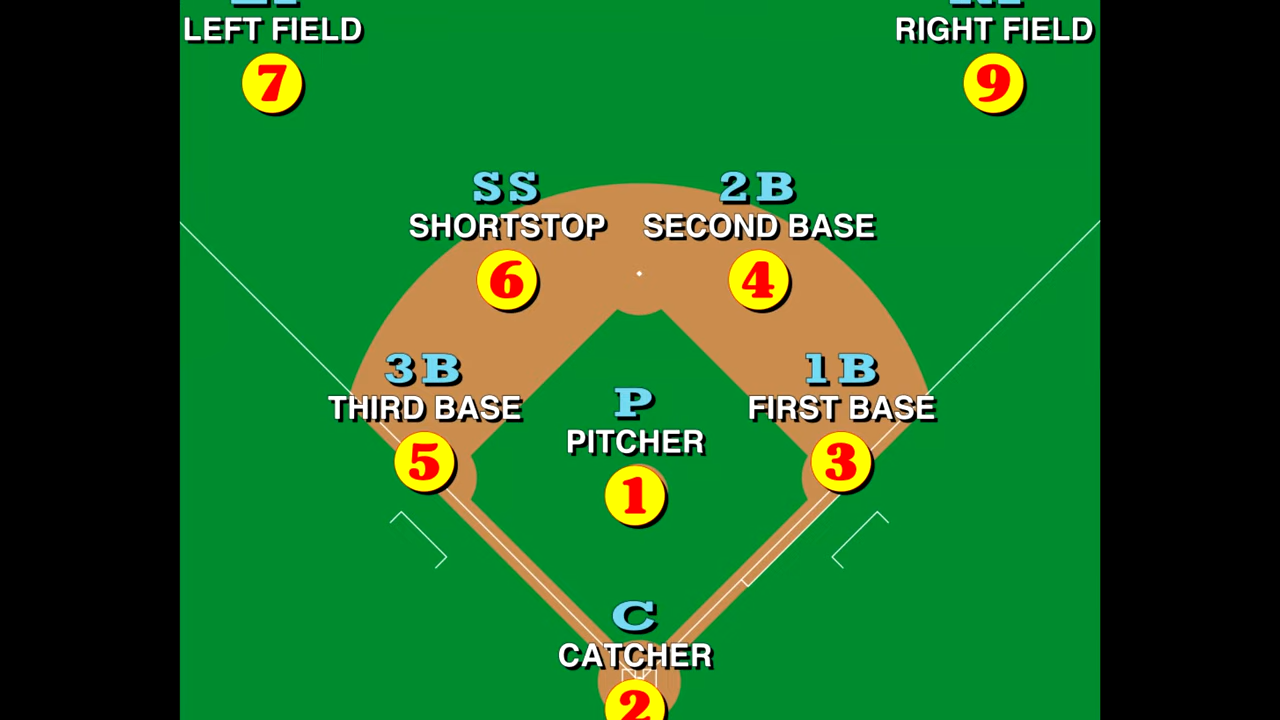 LEFT FIELD
7
RIGHT FIELD
9
SS
SHORTSTOP
6
2B
SECOND BASE
4
3B
THIRD BASE
5
P
PITCHER
1
1B
FIRST BASE
3
C
CATCHER
2